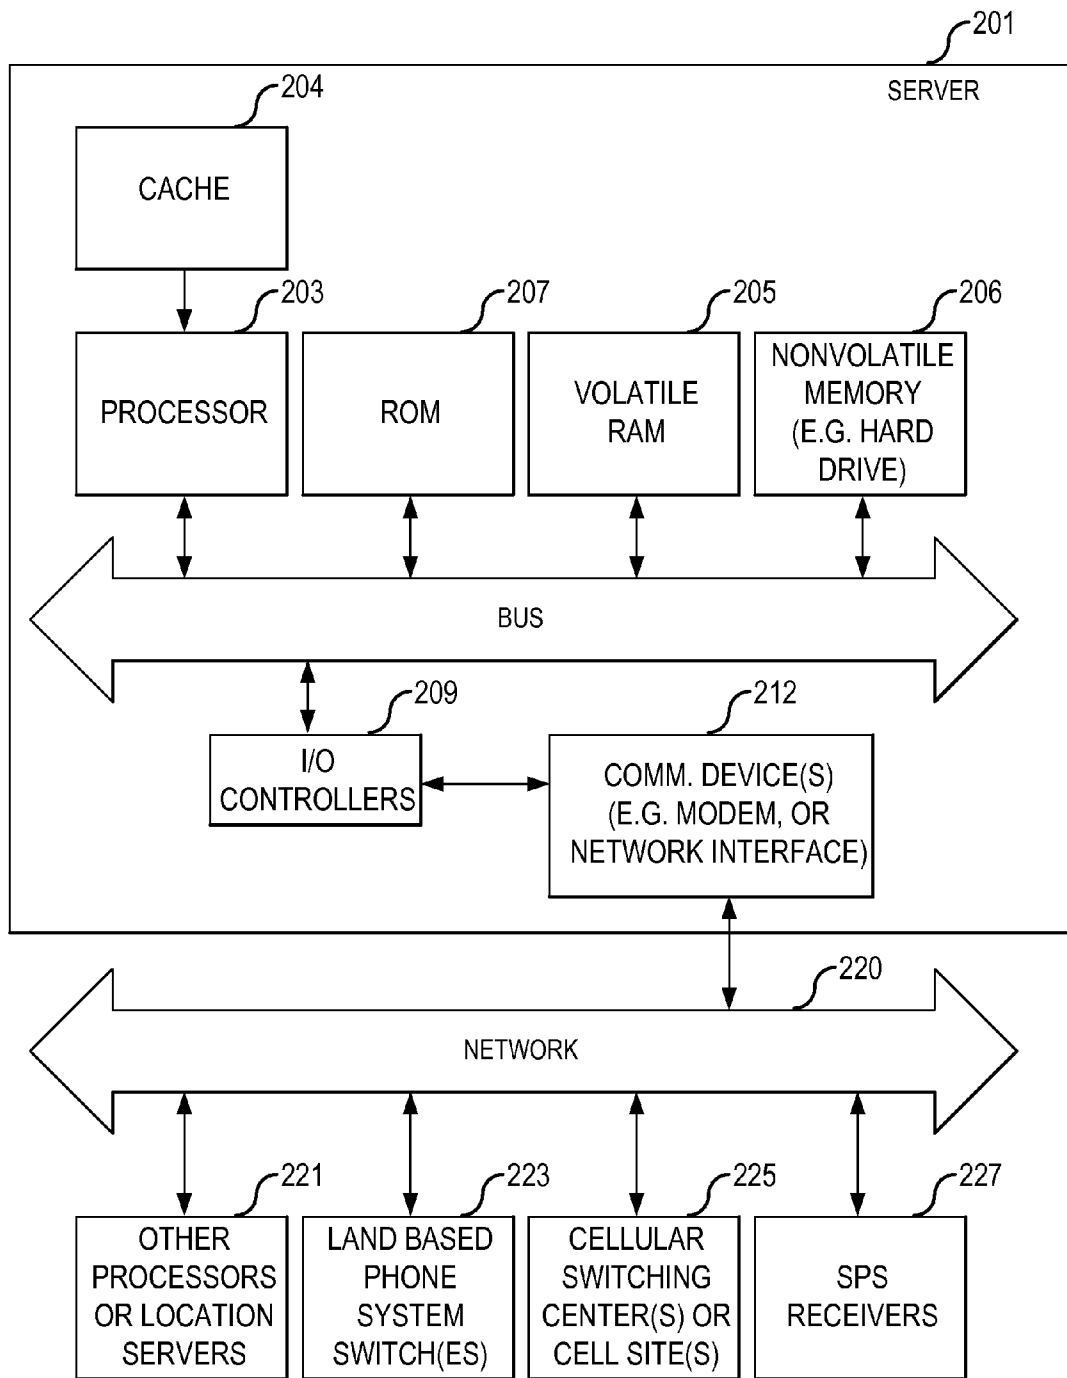 201
SERVER
204
CACHE
203
207
205
206
PROCESSOR
ROM
VOLATILE
RAM
NONVOLATILE
MEMORY
(E.G. HARD
DRIVE)
BUS
209
212
I/O
CONTROLLERS
COMM. DEVICE(S)
(E.G. MODEM, OR
NETWORK INTERFACE)
220
NETWORK
221
223
225
227
OTHER
PROCESSORS
OR LOCATION
SERVERS
LAND BASED
PHONE
SYSTEM
SWITCH(ES)
CELLULAR
SWITCHING
CENTER(S) OR
CELL SITE(S)
SPS
RECEIVERS